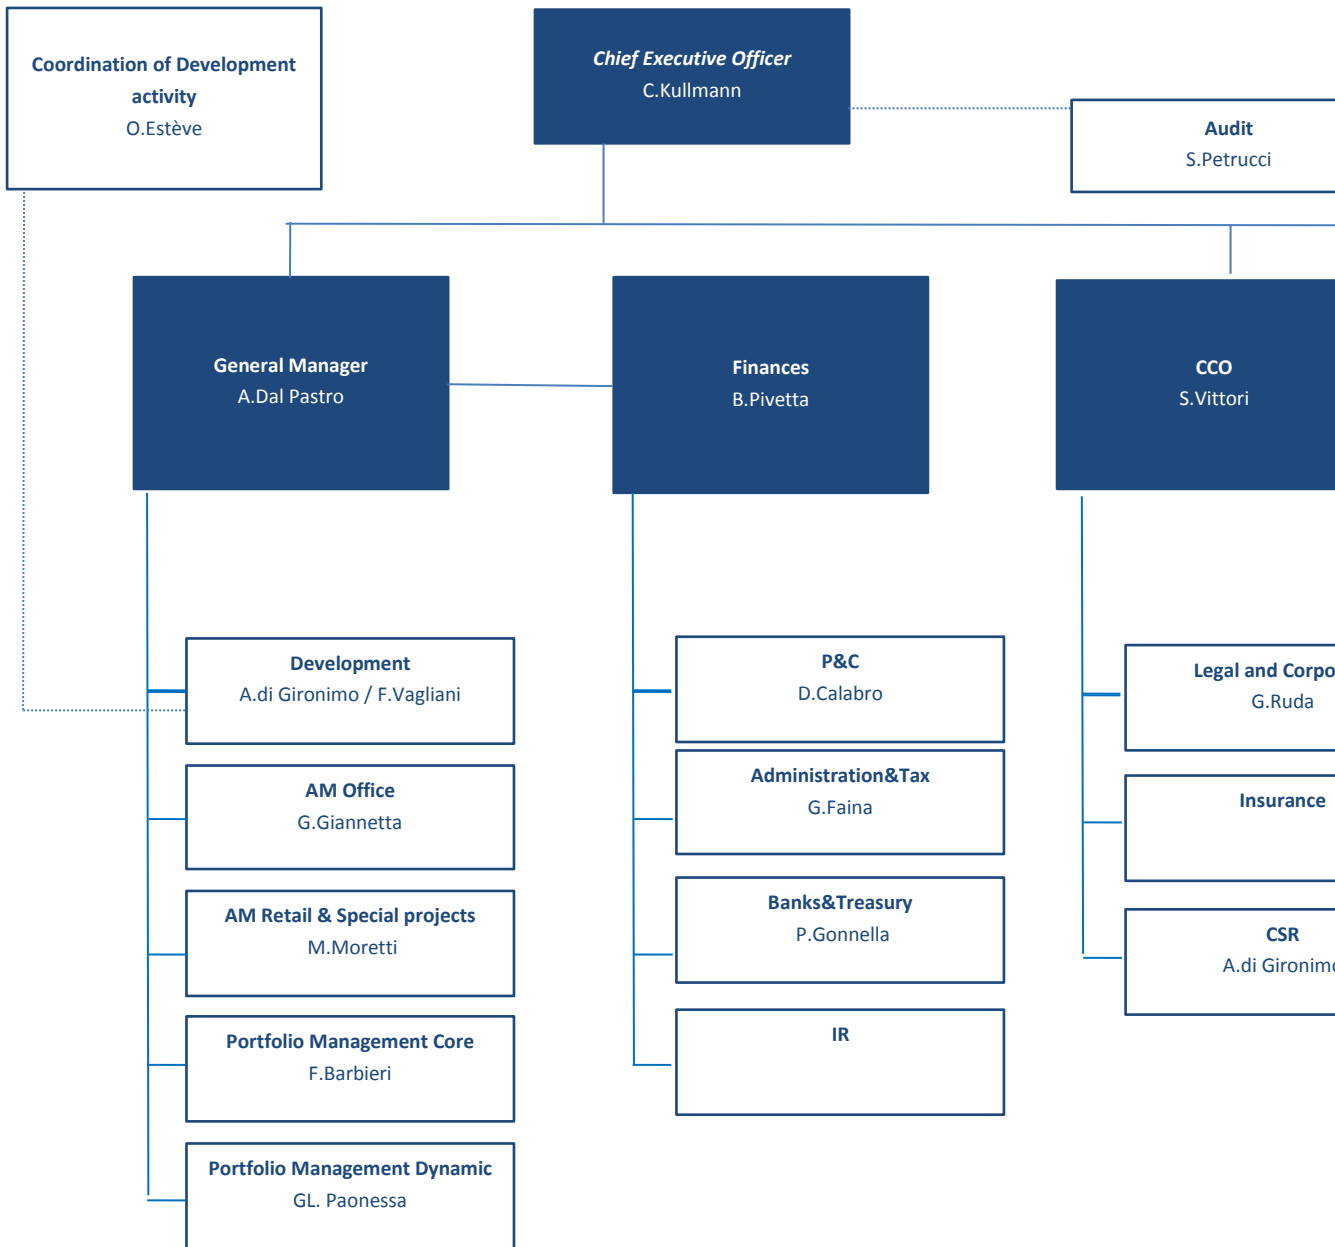 Coordination of Development
activity
O.Estève
Chief Executive Officer
C.Kullmann
Audit
S.Petrucci
General Manager
A.Dal Pastro
Finances
B.Pivetta
CCO
S.Vittori
Development
A.di Gironimo / F.Vagliani
AM Office
G.Giannetta
AM Retail & Special projects
M.Moretti
Portfolio Management Core
F.Barbieri
Portfolio Management Dynamic
GL. Paonessa
P&C
D.Calabro
Administration&Tax
G.Faina
Banks&Treasury
P.Gonnella
IR
Legal and Corpo
G.Ruda
Insurance
CSR
A.di Gironimo